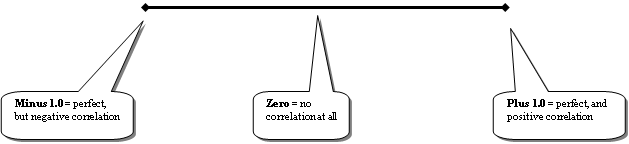 Minus 1.0 = perfect,
but negative correlation
Zero = no
correlation at all
Plus 1.0 = perfect, and
positive correlation